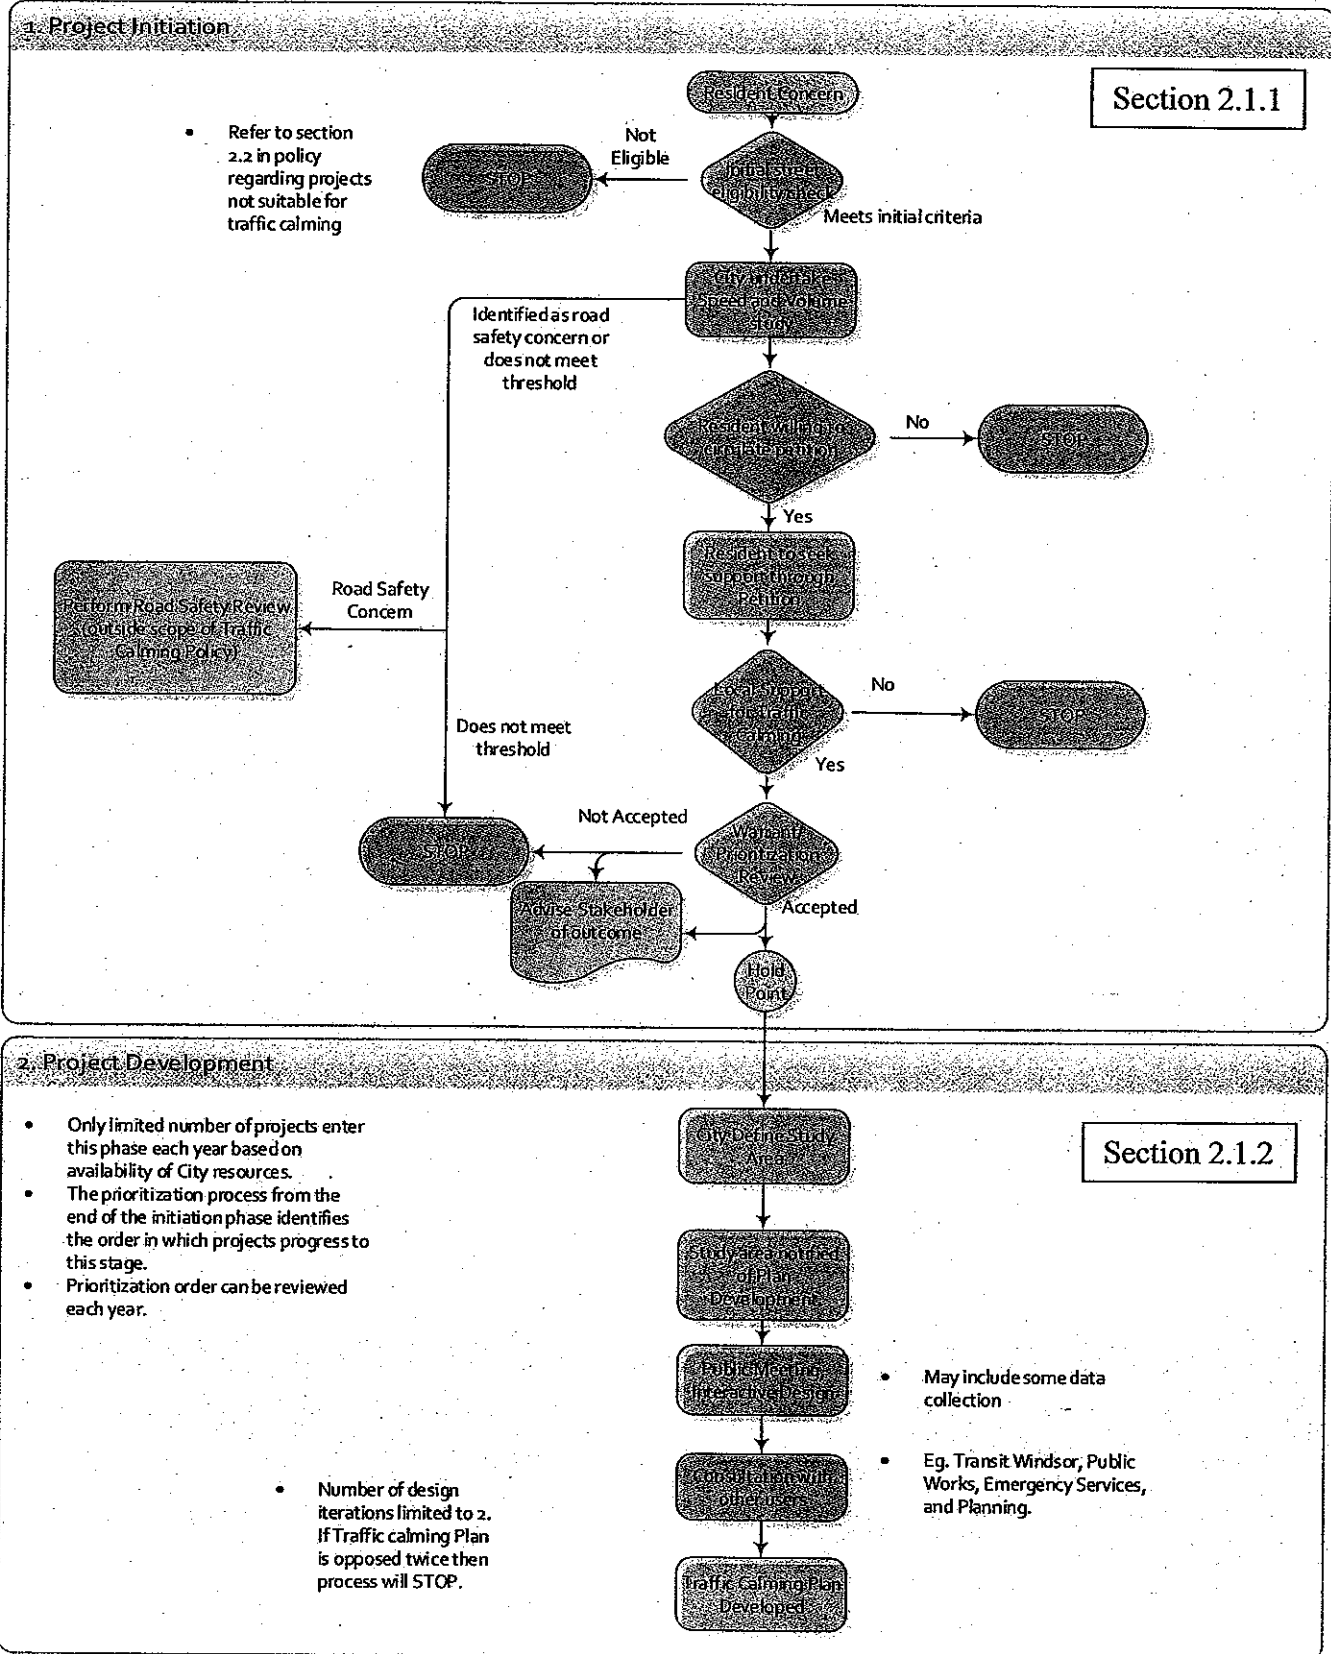 1. Project Initiation
Section 2.1.1
Resident Concern
• Refer to section
2.2 in policy
regarding projects
not suitable for
traffic calming
STOP
Not
Eligible
Initial street
eligibility check
Meets initial criteria
City undertake
Speed and Volume
study
Identified as road
safety concern or
does not meet
threshold
Resident willing to
circulate petition
No
STOP
Yes
Resident to seek
support through
Petition
Road Safety
Concern
Perform Road Safety Review
(outside scope of Traffic
Calming Policy)
Local Support
for Traffic
Calming
No
STOP
Yes
Does not meet
threshold
Not Accepted
STOP
Warrant/
Prioritization
Review
Accepted
Advise Stakeholder
of outcome
Hold
Point
2. Project Development
Section 2.1.2
• Only limited number of projects enter
this phase each year based on
availability of City resources.
• The prioritization process from the
end of the initiation phase identifies
the order in which projects progress to
this stage.
• Prioritization order can be reviewed
each year.
City Define Study
Area
Study area notified
of Plan
Development
Public Meeting
Interactive Design
• May include some data
collection
Consultation with
other users
• Eg. Transit Windsor, Public
Works, Emergency Services,
and Planning.
• Number of design
iterations limited to 2.
If Traffic calming Plan
is opposed twice then
process will STOP.
Traffic Calming Plan
Developed